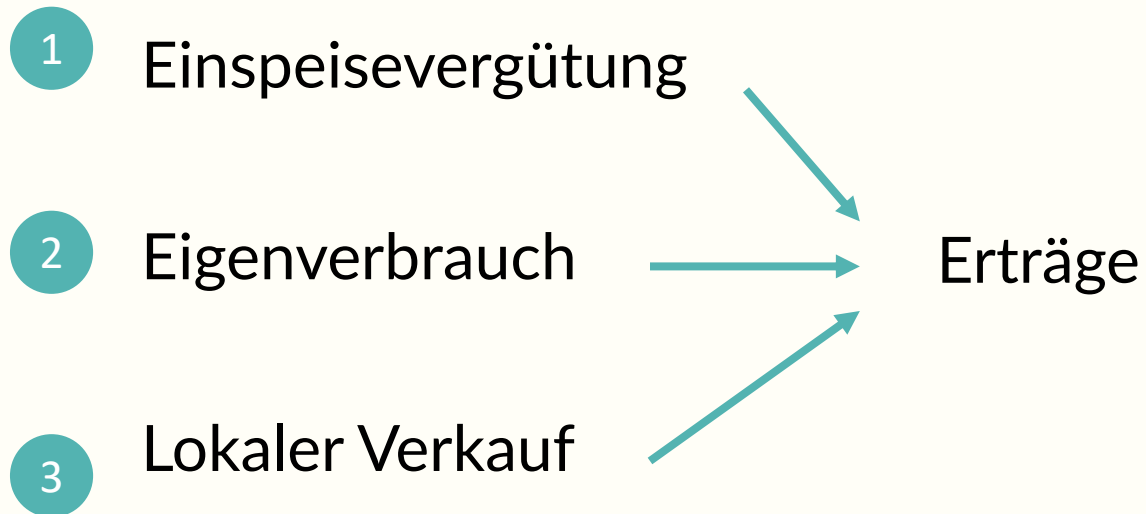 1 Einspeisevergütung
2 Eigenverbrauch
Erträge
3 Lokaler Verkauf